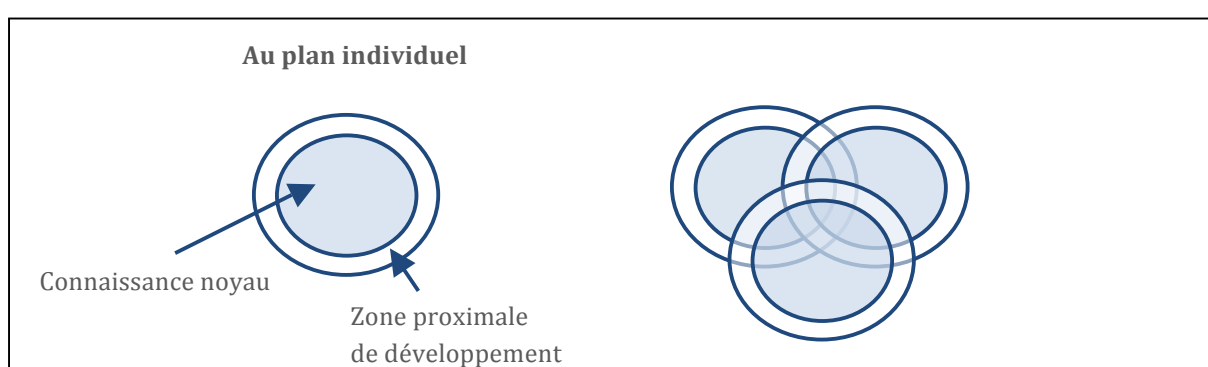 Au plan individuel
Connaissance noyau
Zone proximale
de développement